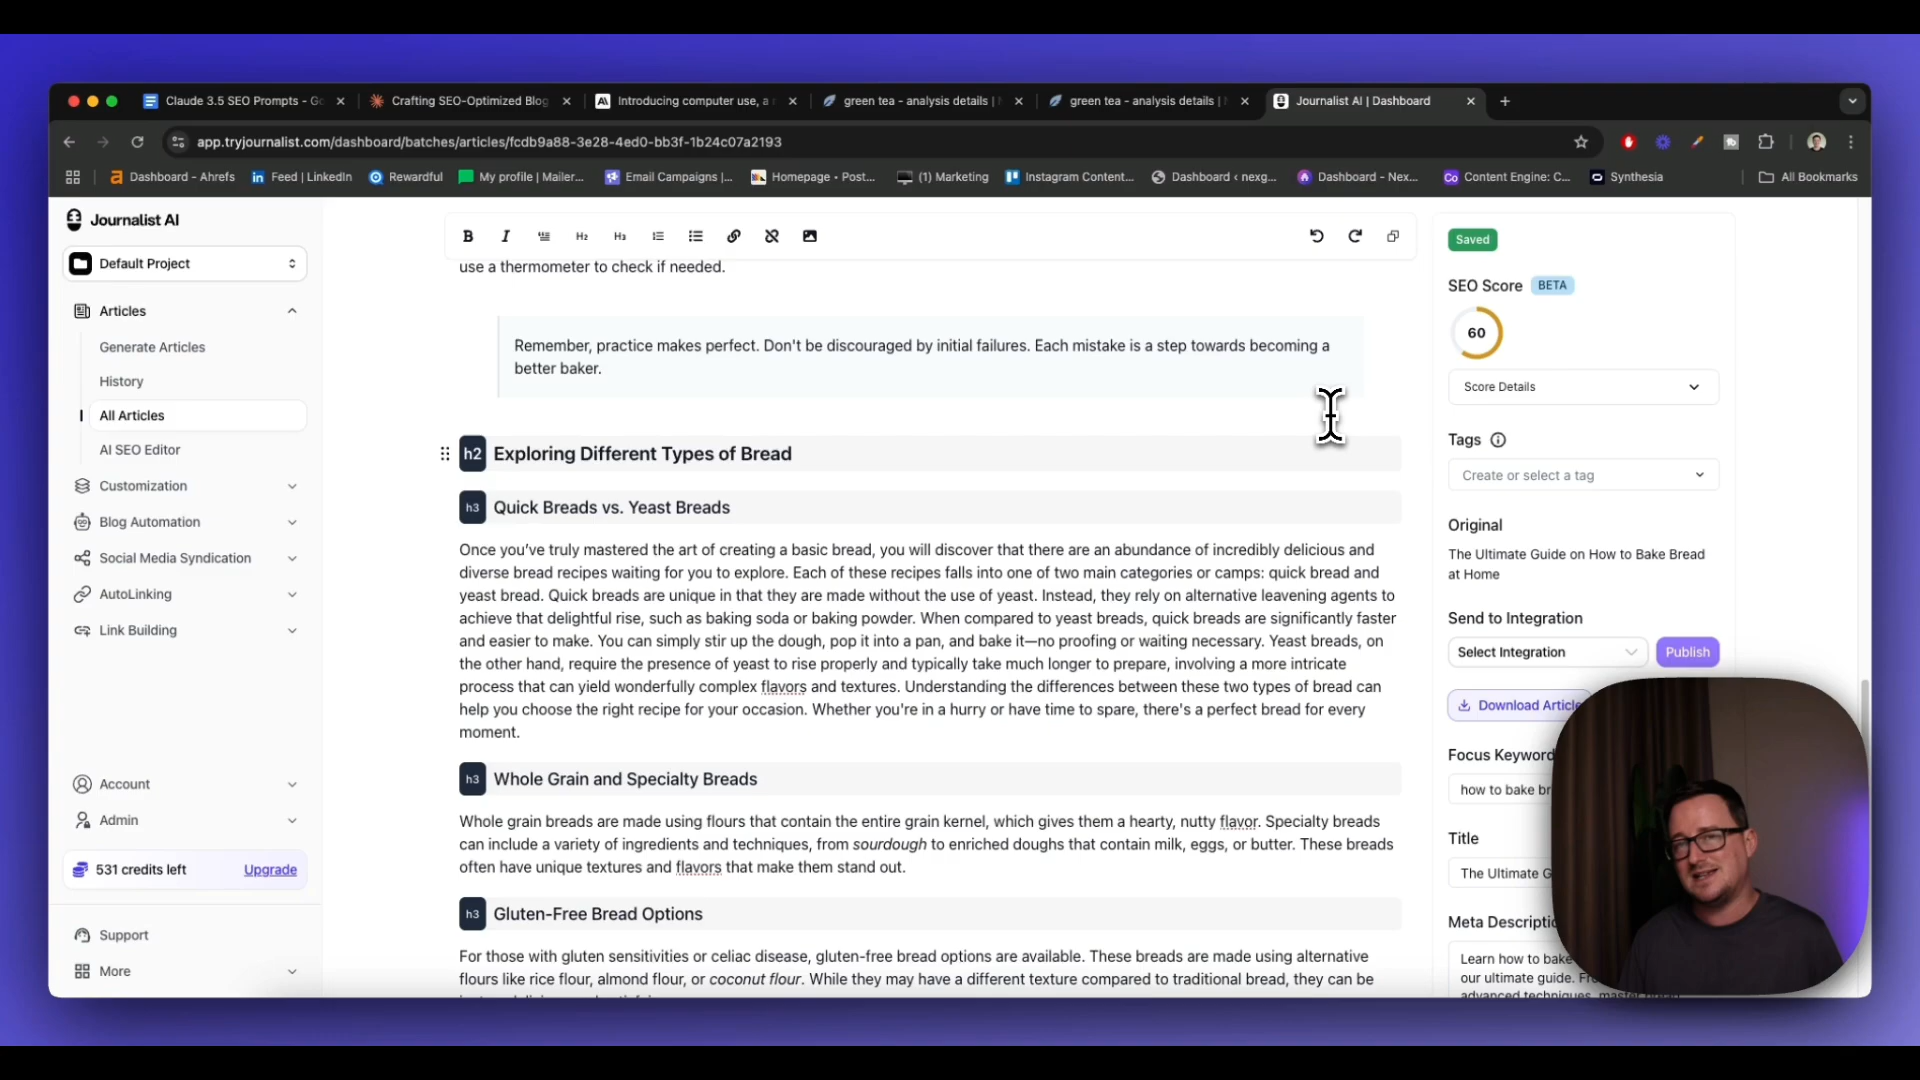 Claude 3.5 SEO Prompts - Go
Crafting SEO-Optimized Blog
Introducing computer use, a
green tea - analysis details |
green tea - analysis details |
Journalist AI | Dashboard
app.tryjournalist.com/dashboard/batches/articles/fcdb9a88-3e28-4ed0-bb3f-1b24c07a2193
Dashboard - Ahrefs
Feed | LinkedIn
Rewardful
My profile | Mailer...
Email Campaigns |...
Homepage • Post...
(1) Marketing
Instagram Content...
Dashboard ‹ nexg...
Dashboard - Nex...
Content Engine: C...
Synthesia
All Bookmarks
Journalist AI
Default Project
Articles
Generate Articles
History
All Articles
AI SEO Editor
Customization
Blog Automation
Social Media Syndication
AutoLinking
Link Building
Account
Admin
531 credits left
Upgrade
Support
More
B I H2 H3
use a thermometer to check if needed.
Remember, practice makes perfect. Don't be discouraged by initial failures. Each mistake is a step towards becoming a
better baker.
h2 Exploring Different Types of Bread
h3 Quick Breads vs. Yeast Breads
Once you’ve truly mastered the art of creating a basic bread, you will discover that there are an abundance of incredibly delicious and
diverse bread recipes waiting for you to explore. Each of these recipes falls into one of two main categories or camps: quick bread and
yeast bread. Quick breads are unique in that they are made without the use of yeast. Instead, they rely on alternative leavening agents to
achieve that delightful rise, such as baking soda or baking powder. When compared to yeast breads, quick breads are significantly faster
and easier to make. You can simply stir up the dough, pop it into a pan, and bake it—no proofing or waiting necessary. Yeast breads, on
the other hand, require the presence of yeast to rise properly and typically take much longer to prepare, involving a more intricate
process that can yield wonderfully complex flavors and textures. Understanding the differences between these two types of bread can
help you choose the right recipe for your occasion. Whether you're in a hurry or have time to spare, there's a perfect bread for every
moment.
h3 Whole Grain and Specialty Breads
Whole grain breads are made using flours that contain the entire grain kernel, which gives them a hearty, nutty flavor. Specialty breads
can include a variety of ingredients and techniques, from sourdough to enriched doughs that contain milk, eggs, or butter. These breads
often have unique textures and flavors that make them stand out.
h3 Gluten-Free Bread Options
For those with gluten sensitivities or celiac disease, gluten-free bread options are available. These breads are made using alternative
flours like rice flour, almond flour, or coconut flour. While they may have a different texture compared to traditional bread, they can be
Saved
SEO Score BETA
60
Score Details
Tags
Create or select a tag
Original
The Ultimate Guide on How to Bake Bread
at Home
Send to Integration
Select Integration
Publish
Download Article
Focus Keyword
how to bake br
Title
The Ultimate G
Meta Descriptio
Learn how to bake
our ultimate guide. Fr
advanced techniques, master bread